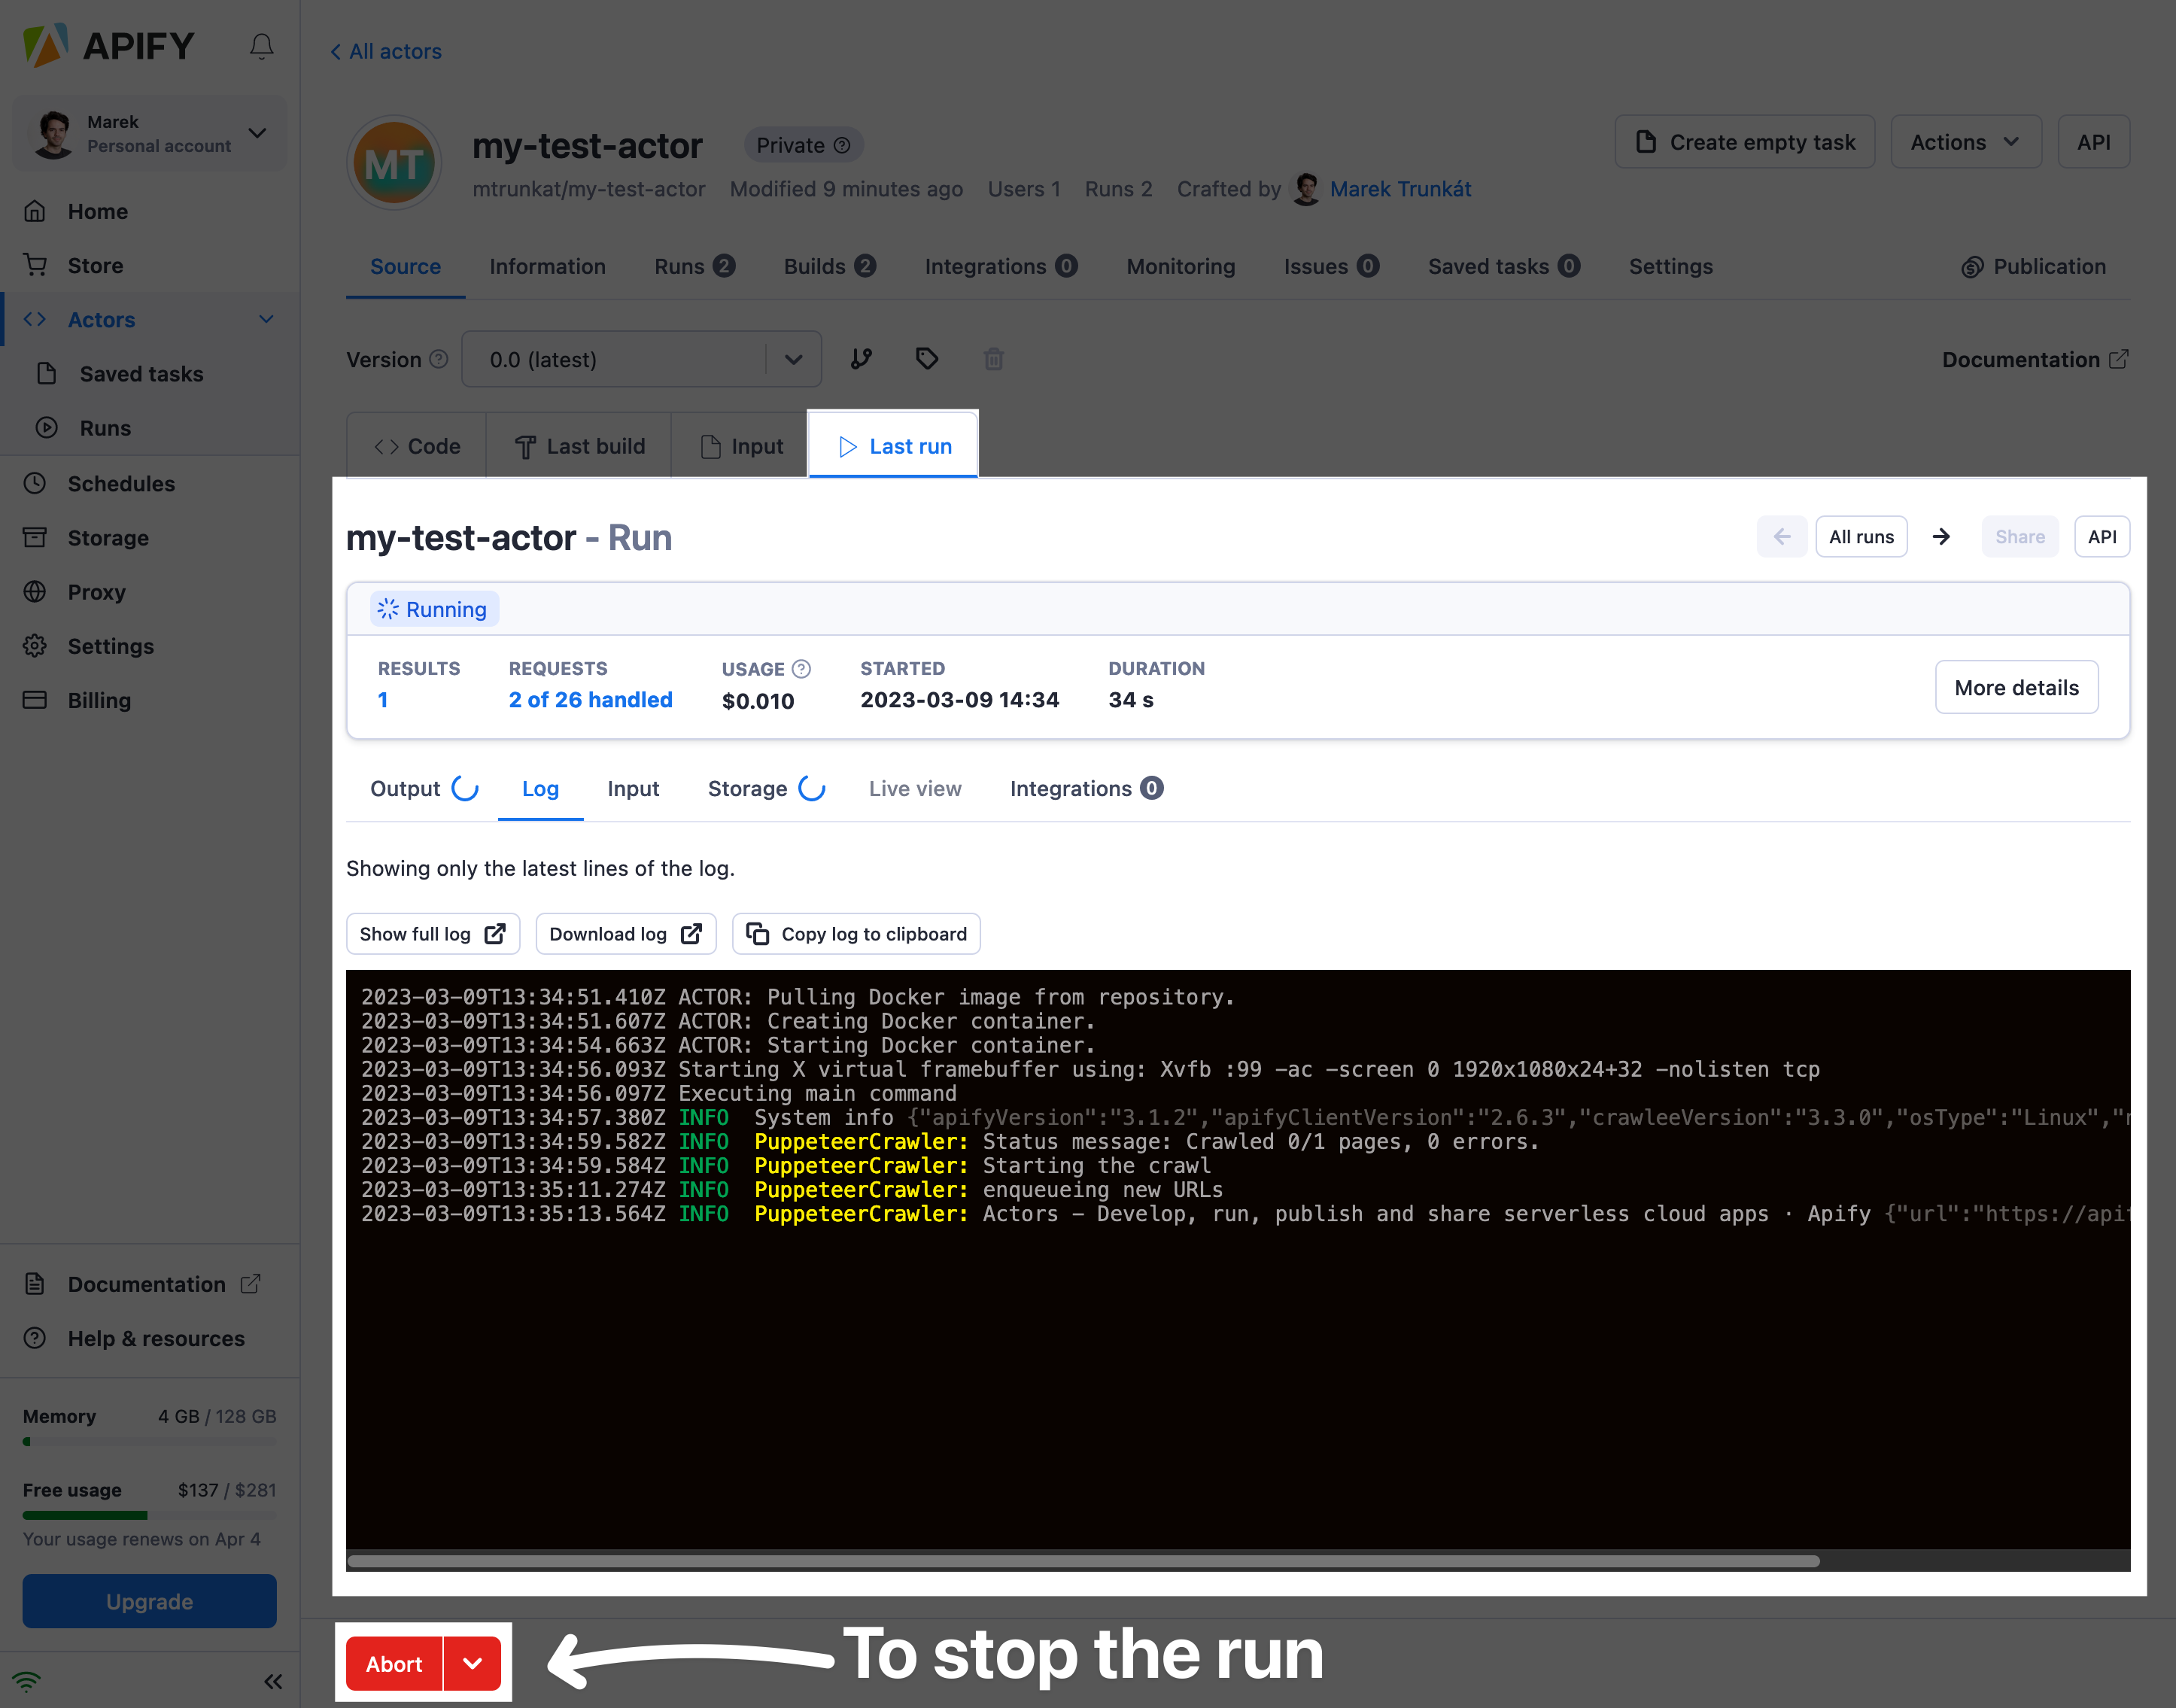 APIFY
Marek
Personal account
Home
Store
Actors
Saved tasks
Runs
Schedules
Storage
Proxy
Settings
Billing
Documentation
Help & resources
Memory 4 GB / 128 GB
Free usage $137 / $281
Your usage renews on Apr 4
Upgrade
All actors
MT
my-test-actor Private
Create empty task Actions API
mtrunkat/my-test-actor Modified 9 minutes ago Users 1 Runs 2 Crafted by Marek Trunkát
Source Information Runs 2 Builds 2 Integrations 0 Monitoring Issues 0 Saved tasks 0 Settings Publication
Version 0.0 (latest) Documentation
Code Last build Input Last run
my-test-actor - Run All runs Share API
Running
RESULTS REQUESTS USAGE STARTED DURATION
1 2 of 26 handled $0.010 2023-03-09 14:34 34 s
More details
Output Log Input Storage Live view Integrations 0
Showing only the latest lines of the log.
Show full log Download log Copy log to clipboard
2023-03-09T13:34:51.410Z ACTOR: Pulling Docker image from repository.
2023-03-09T13:34:51.607Z ACTOR: Creating Docker container.
2023-03-09T13:34:54.663Z ACTOR: Starting Docker container.
2023-03-09T13:34:56.093Z Starting X virtual framebuffer using: Xvfb :99 -ac -screen 0 1920x1080x24+32 -nolisten tcp
2023-03-09T13:34:56.097Z Executing main command
2023-03-09T13:34:57.380Z INFO System info {"apifyVersion":"3.1.2","apifyClientVersion":"2.6.3","crawleeVersion":"3.3.0","osType":"Linux","
2023-03-09T13:34:59.582Z INFO PuppeteerCrawler: Status message: Crawled 0/1 pages, 0 errors.
2023-03-09T13:34:59.584Z INFO PuppeteerCrawler: Starting the crawl
2023-03-09T13:35:11.274Z INFO PuppeteerCrawler: enqueueing new URLs
2023-03-09T13:35:13.564Z INFO PuppeteerCrawler: Actors – Develop, run, publish and share serverless cloud apps · Apify {"url":"https://api
Abort
To stop the run